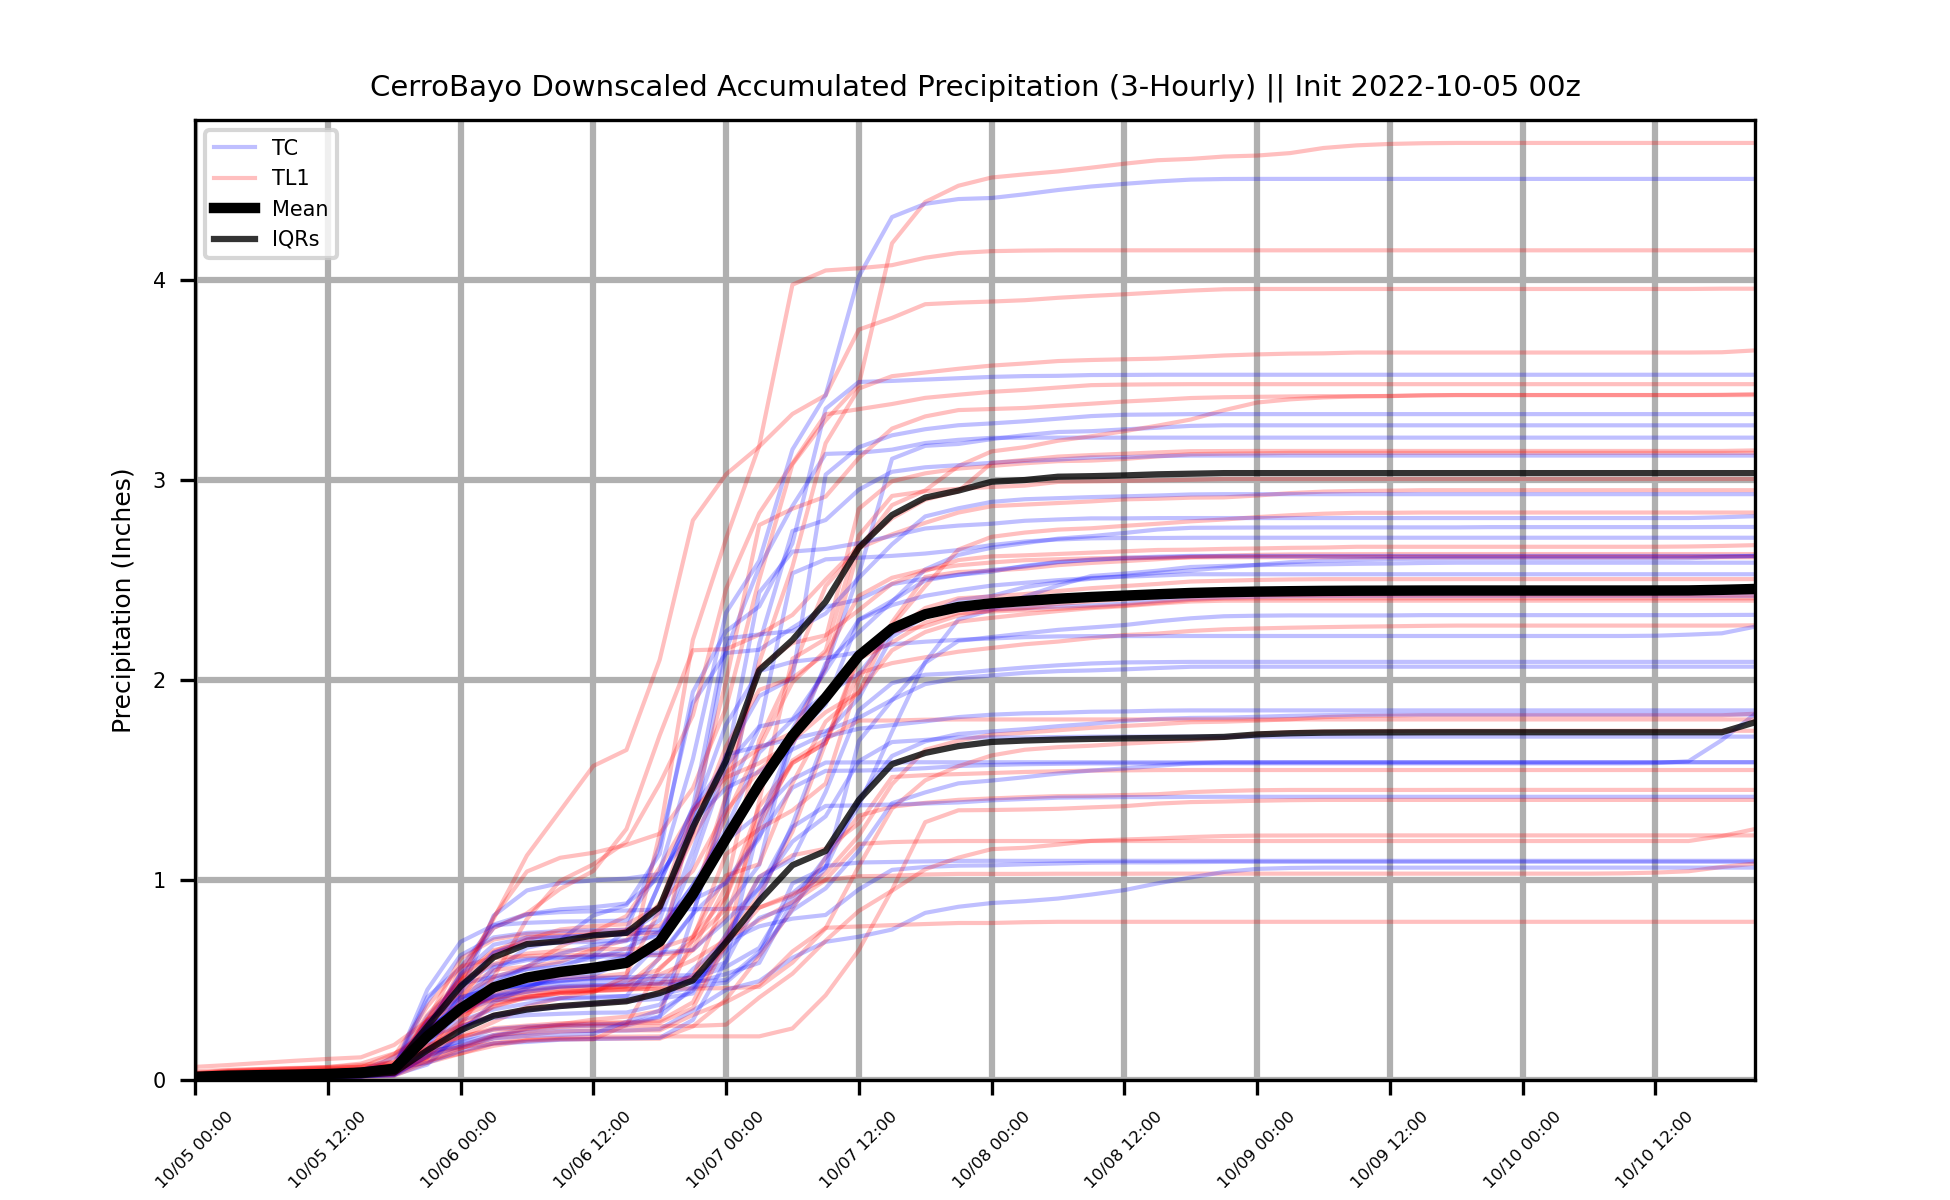 CerroBayo Downscaled Accumulated Precipitation (3-Hourly) || Init 2022-10-05 00z
TC
TL1
Mean
IQRs
Precipitation (Inches)
4
3
2
1
0
10/05 00:00
10/05 12:00
10/06 00:00
10/06 12:00
10/07 00:00
10/07 12:00
10/08 00:00
10/08 12:00
10/09 00:00
10/09 12:00
10/10 00:00
10/10 12:00